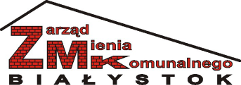 Zarząd
Mienia
Komunalnego
BIAŁYSTOK